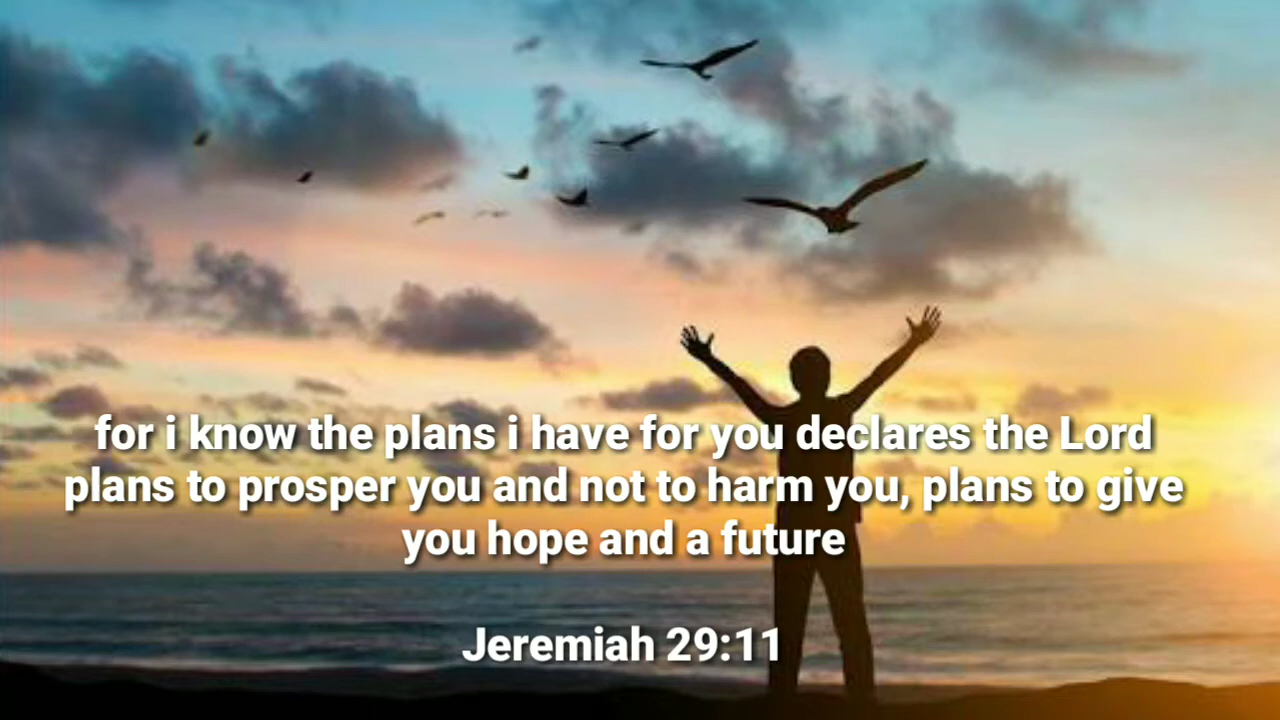 for i know the plans i have for you declares the Lord
plans to prosper you and not to harm you, plans to give
you hope and a future
Jeremiah 29:11